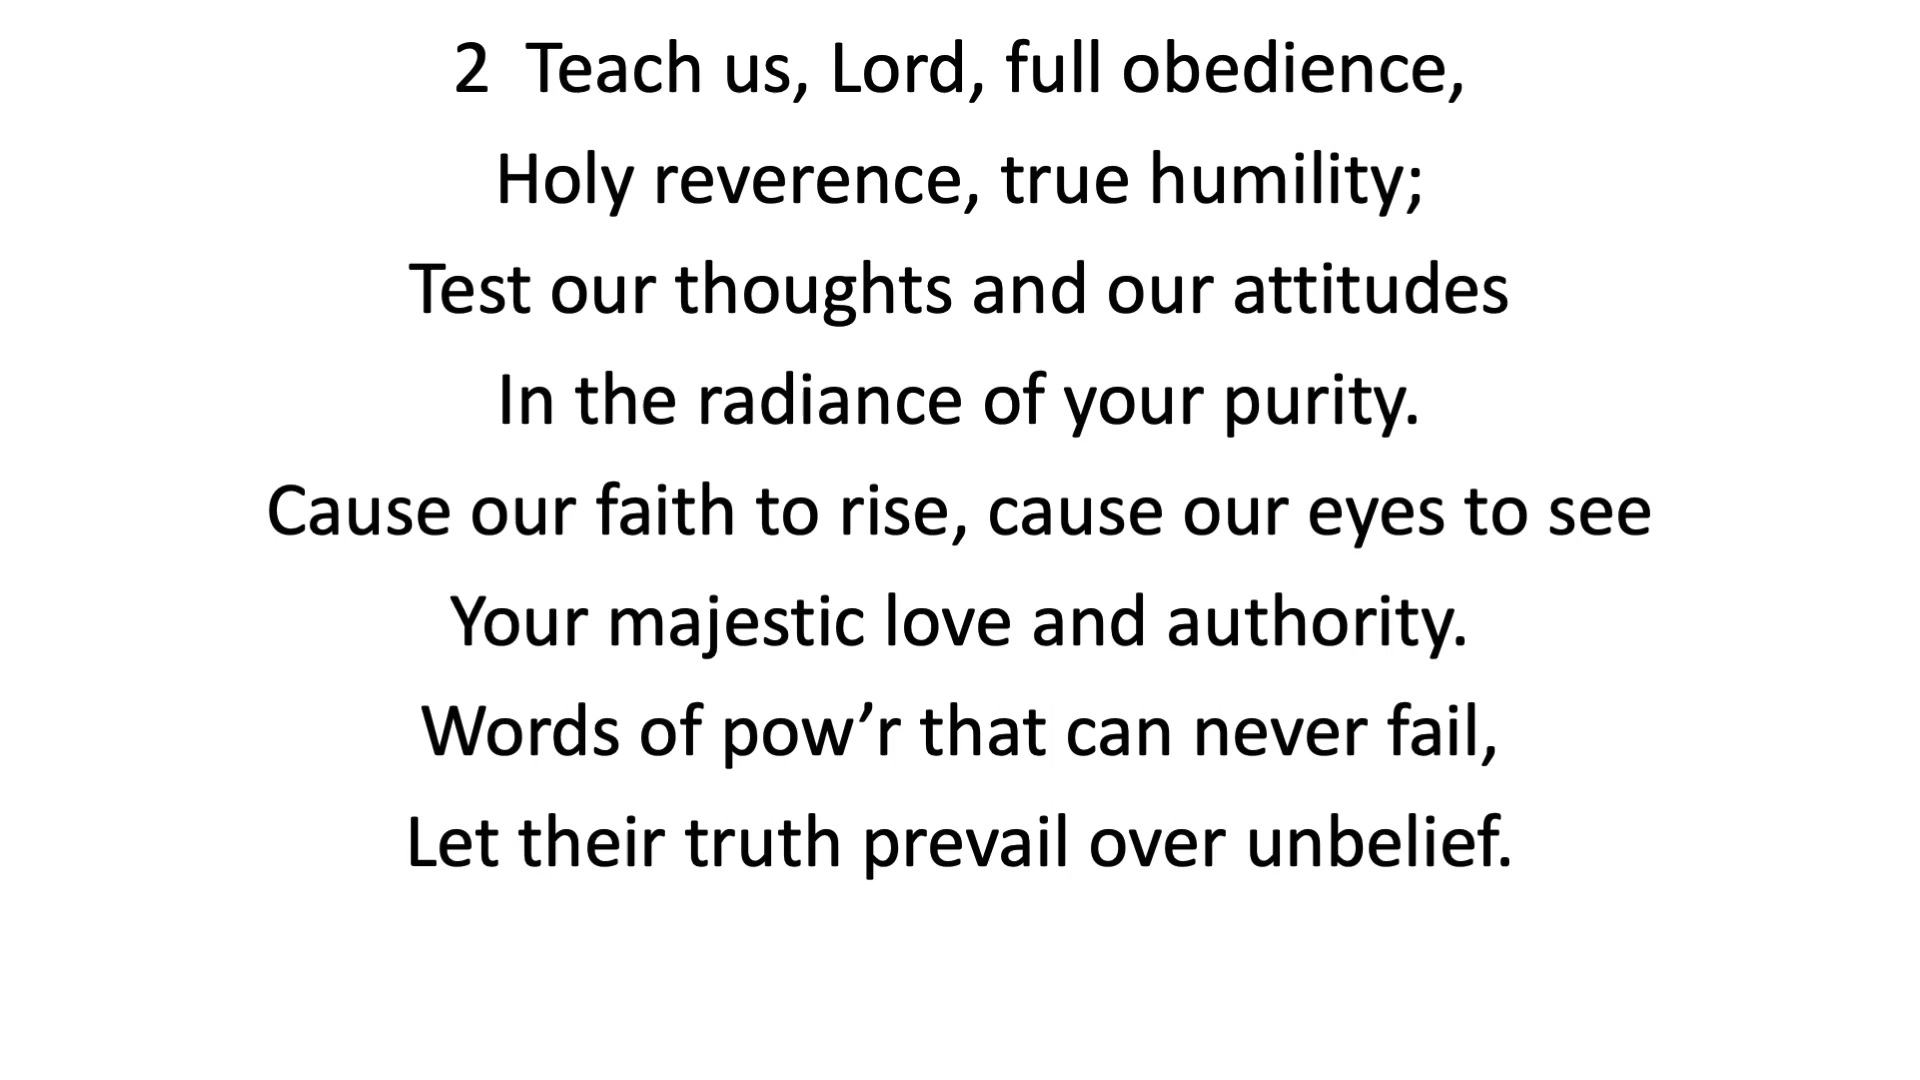 2  Teach us, Lord, full obedience,
Holy reverence, true humility;
Test our thoughts and our attitudes
In the radiance of your purity.
Cause our faith to rise, cause our eyes to see
Your majestic love and authority.
Words of pow’r that can never fail,
Let their truth prevail over unbelief.